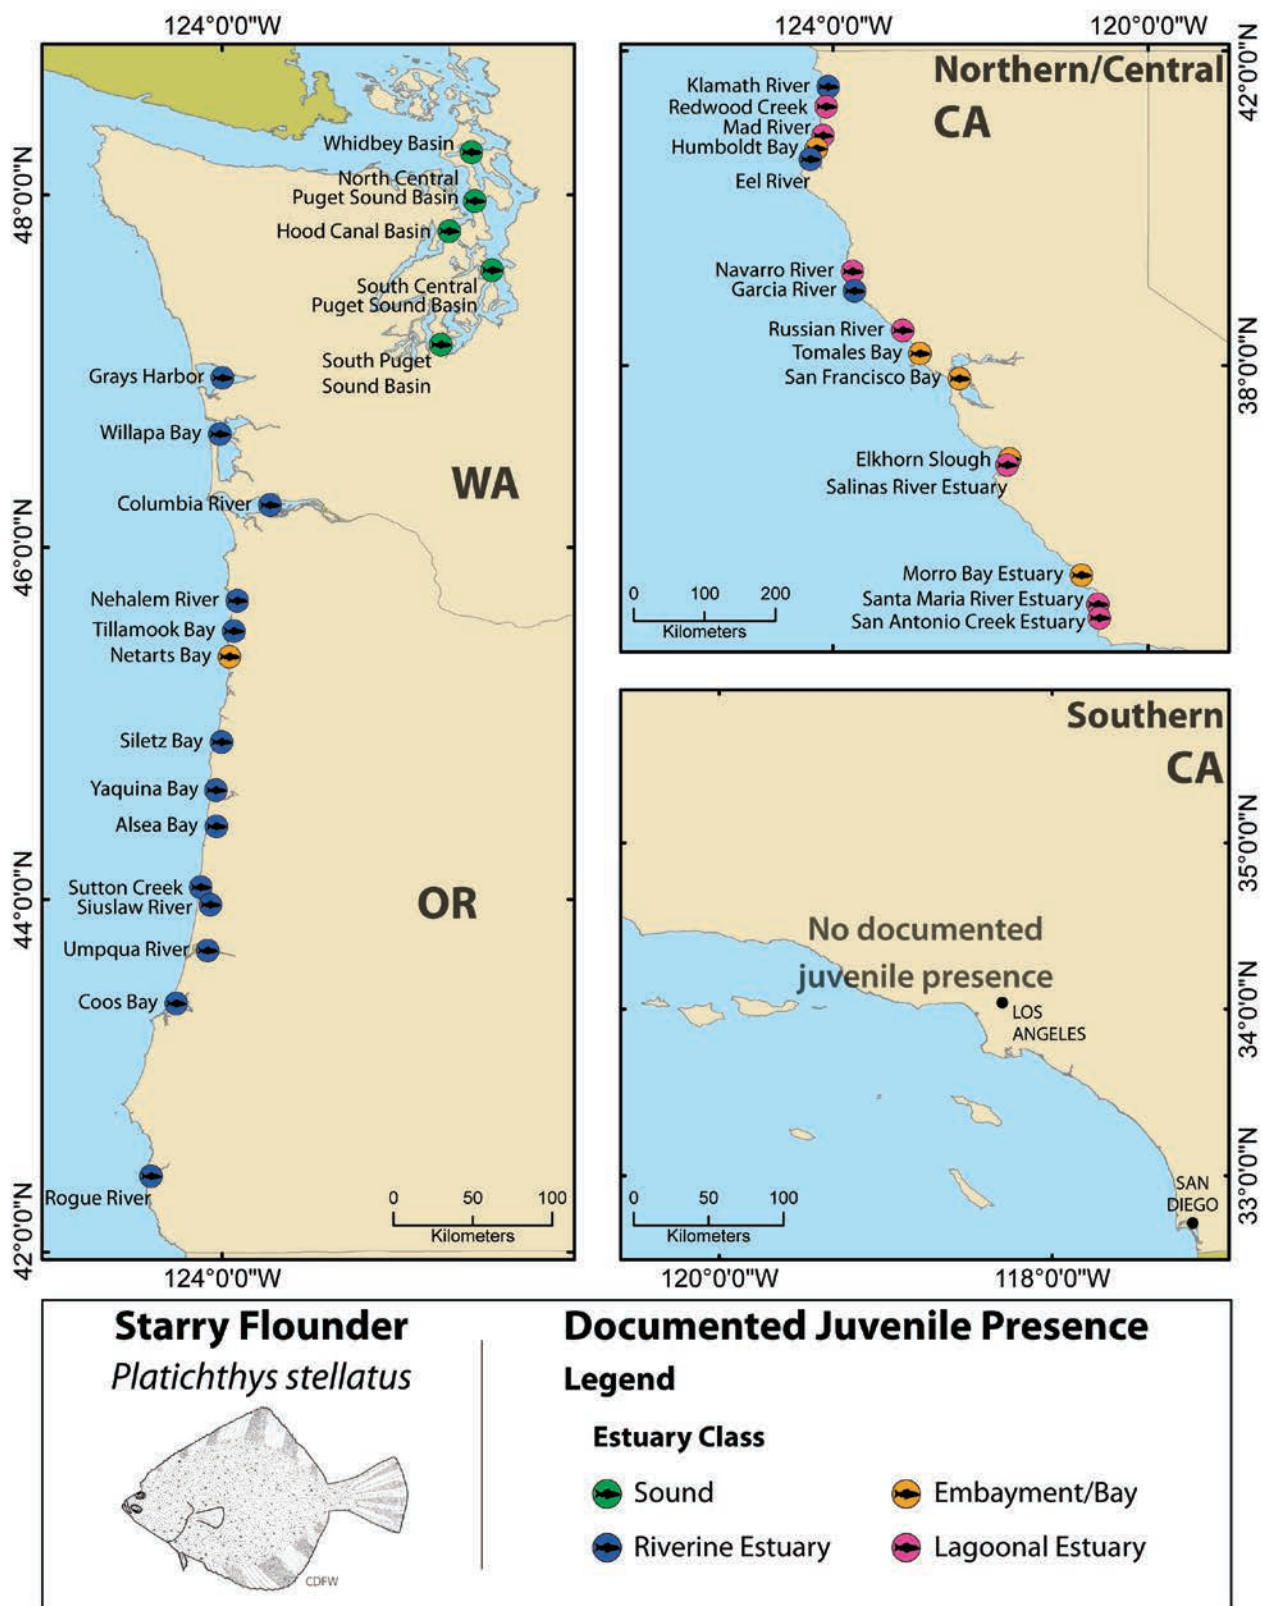 124°0'0"W
48°0'0"N
46°0'0"N
44°0'0"N
42°0'0"N
Whidbey Basin
North Central
Puget Sound Basin
Hood Canal Basin
South Central
Puget Sound Basin
South Puget
Sound Basin
Grays Harbor
Willapa Bay
WA
Columbia River
Nehalem River
Tillamook Bay
Netarts Bay
Siletz Bay
Yaquina Bay
Alsea Bay
Sutton Creek
Siuslaw River
OR
Umpqua River
Coos Bay
Rogue River
0 50 100
Kilometers
124°0'0"W
124°0'0"W 120°0'0"W
42°0'0"N
38°0'0"N
Northern/Central
CA
Klamath River
Redwood Creek
Mad River
Humboldt Bay
Eel River
Navarro River
Garcia River
Russian River
Tomales Bay
San Francisco Bay
Elkhorn Slough
Salinas River Estuary
Morro Bay Estuary
Santa Maria River Estuary
San Antonio Creek Estuary
0 100 200
Kilometers
Southern
CA
35°0'0"N
34°0'0"N
33°0'0"N
No documented
juvenile presence
LOS
ANGELES
SAN
DIEGO
0 50 100
Kilometers
120°0'0"W 118°0'0"W
Starry Flounder
Platichthys stellatus
CDFW
Documented Juvenile Presence
Legend
Estuary Class
Sound
Embayment/Bay
Riverine Estuary
Lagoonal Estuary